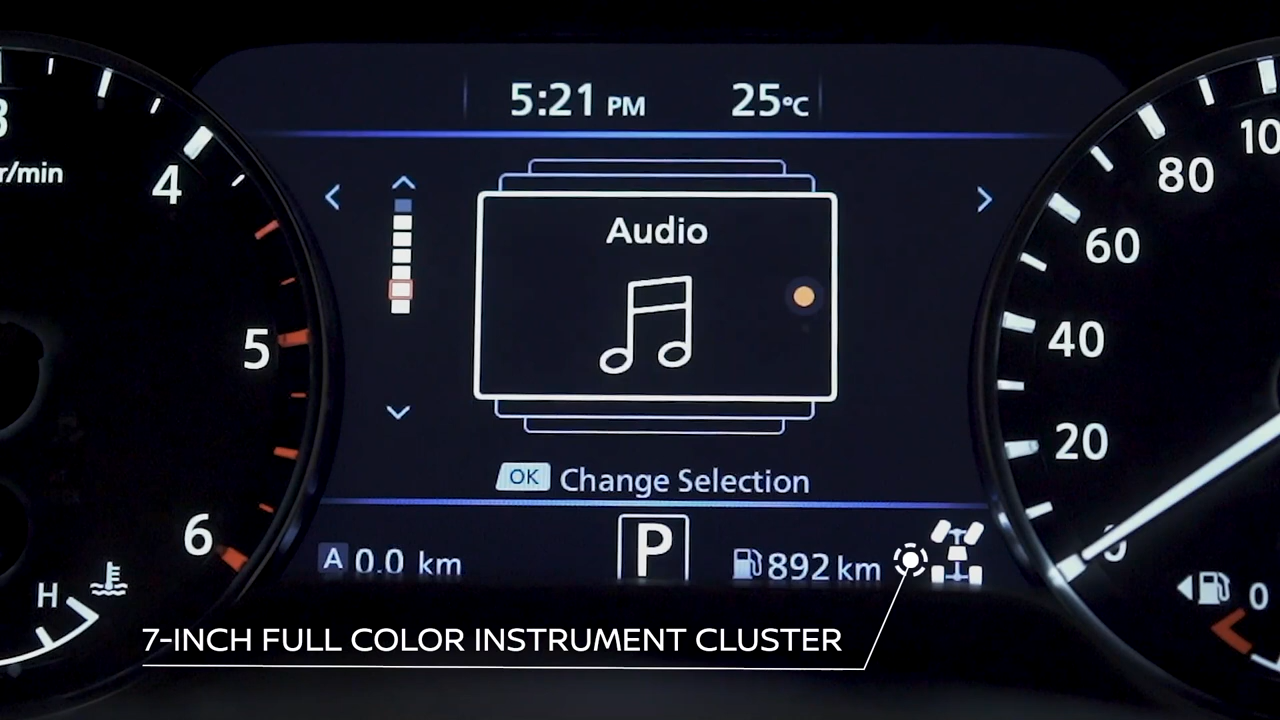 5:21 PM 25°C
r/min
4
5
6
H
Audio
OK Change Selection
A 0.0 km
P
892 km
10
80
60
40
20
0
7-INCH FULL COLOR INSTRUMENT CLUSTER